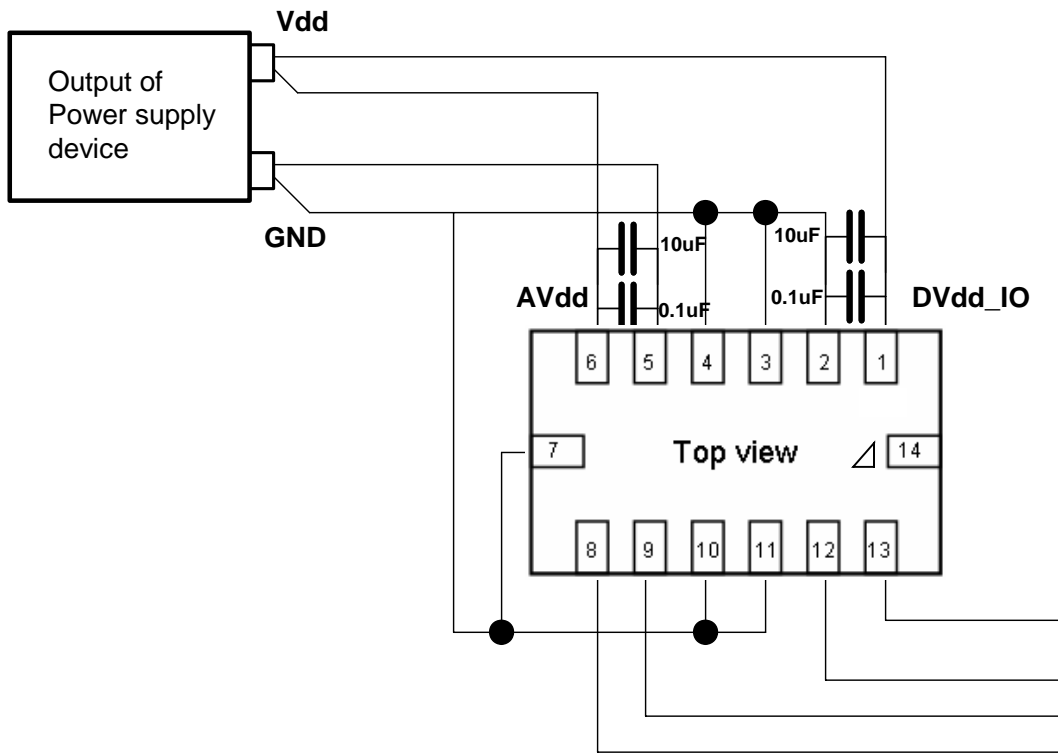 Vdd
Output of
Power supply
device
GND
10uF
10uF
AVdd
0.1uF
0.1uF
DVdd_IO
6 5 4 3 2 1
7
Top view
14
8 9 10 11 12 13